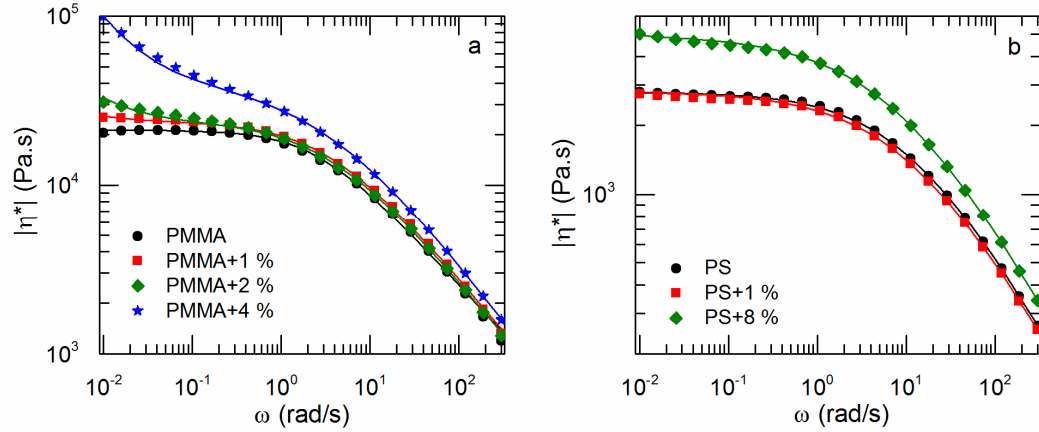 10^5
a
10^4
|η*| (Pa.s)
PMMA
PMMA+1 %
PMMA+2 %
PMMA+4 %
10^3
10^-2 10^-1 10^0 10^1 10^2
ω (rad/s)
b
10^3
|η*| (Pa.s)
PS
PS+1 %
PS+8 %
10^-2 10^-1 10^0 10^1 10^2
ω (rad/s)